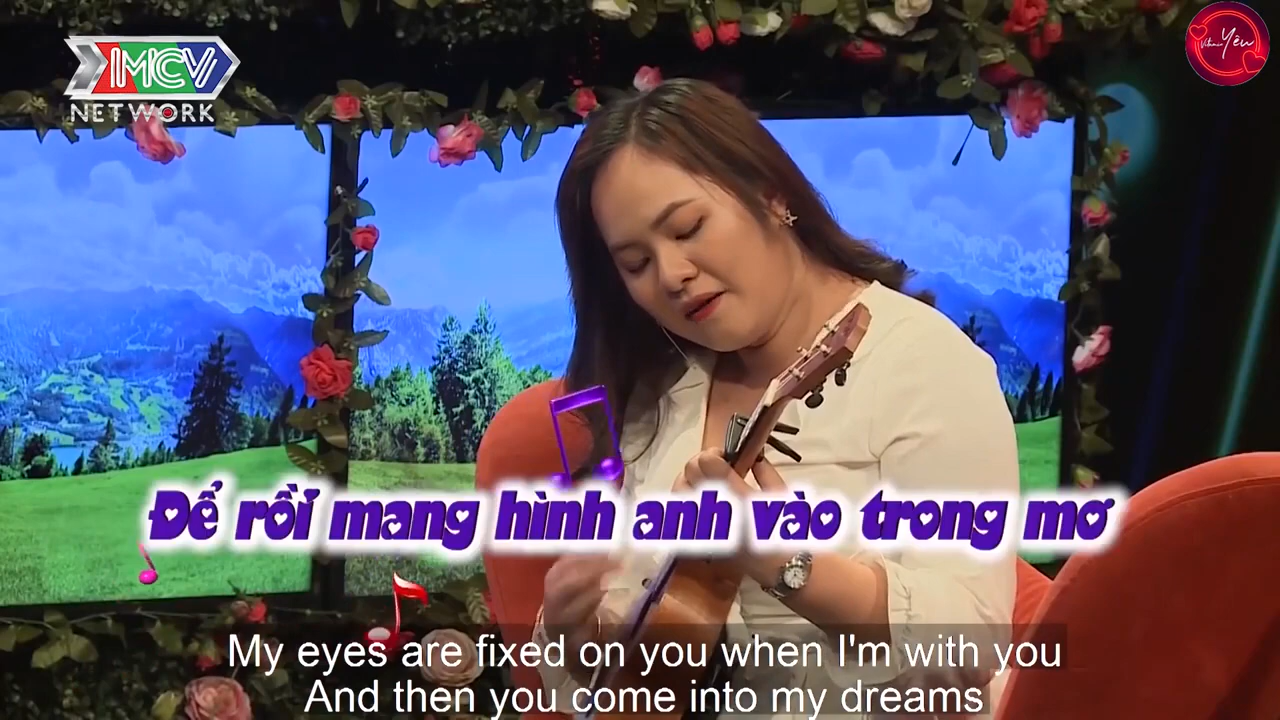 MCV
NETWORK
Vitamin
Yêu
Để rồi mang hình anh vào trong mơ
My eyes are fixed on you when I'm with you
And then you come into my dreams